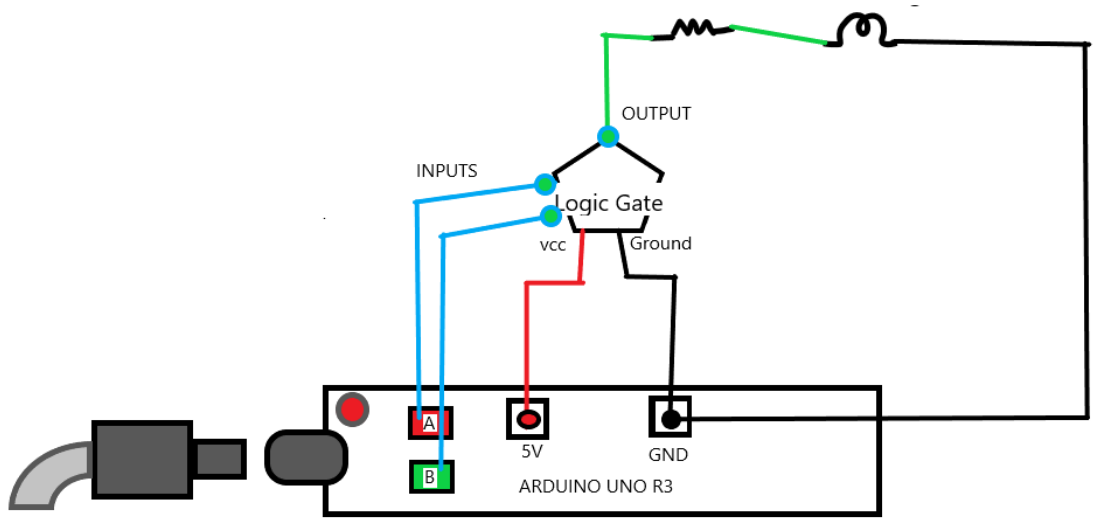 OUTPUT
INPUTS
Logic Gate
vcc
Ground
A
5V
GND
B
ARDUINO UNO R3